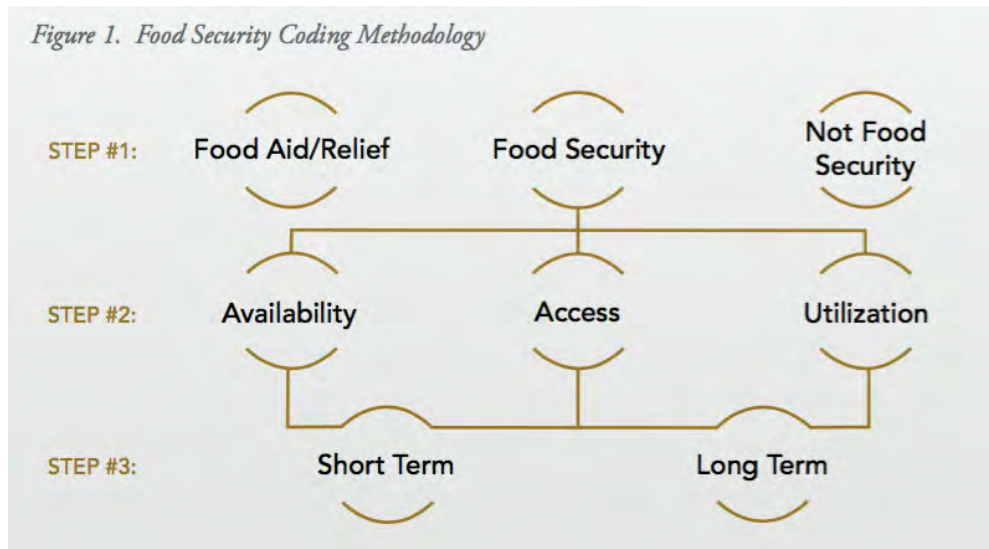 Figure 1. Food Security Coding Methodology
STEP #1: Food Aid/Relief Food Security Not Food Security
STEP #2: Availability Access Utilization
STEP #3: Short Term Long Term